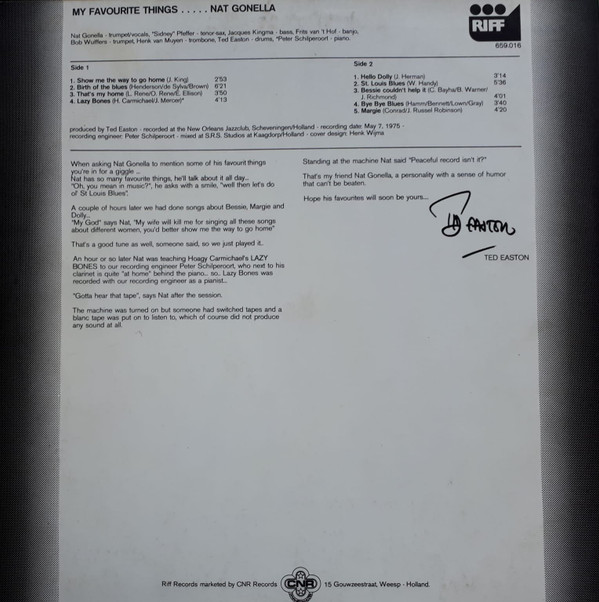 MY FAVOURITE THINGS . . . . . NAT GONELLA
RIFF
659.016
Nat Gonella - trumpet/vocals, "Sidney" Pfeffer - tenor-sax, Jacques Kingma - bass, Frits van 't Hof - banjo,
Bob Wulffers - trumpet, Henk van Muyen - trombone, Ted Easton - drums, *Peter Schilperoort - piano.
Side 1
1. Show me the way to go home (J. King) 2'53
2. Birth of the blues (Henderson/de Sylva/Brown) 6'21
3. That's my home (L. Rene/O. Rene/E. Ellison) 3'50
4. Lazy Bones (H. Carmichael/J. Mercer)* 4'13
Side 2
1. Hello Dolly (J. Herman) 3'14
2. St. Louis Blues (W. Handy) 5'36
3. Bessie couldn't help it (C. Bayha/B. Warner/
J. Richmond) 4'01
4. Bye Bye Blues (Hamm/Bennett/Lown/Gray) 3'40
5. Margie (Conrad/J. Russel Robinson) 4'20
produced by Ted Easton - recorded at the New Orleans Jazzclub, Scheveningen/Holland - recording date: May 7, 1975 -
recording engineer: Peter Schilperoort - mixed at S.R.S. Studios at Kaagdorp/Holland - cover design: Henk Wijma
When asking Nat Gonella to mention some of his favourit things
you're in for a giggle ...
Nat has so many favourite things, he'll talk about it all day...
"Oh, you mean in music?", he asks with a smile, "well then let's do
ol' St Louis Blues".
A couple of hours later we had done songs about Bessie, Margie and
Dolly...
"My God" says Nat, "My wife will kill me for singing all these songs
about different women, you'd better show me the way to go home"
That's a good tune as well, someone said, so we just played it..
An hour or so later Nat was teaching Hoagy Carmichael's LAZY
BONES to our recording engineer Peter Schilperoort, who next to his
clarinet is quite "at home" behind the piano... so.. Lazy Bones was
recorded with our recording engineer as a pianist...
"Gotta hear that tape", says Nat after the session.
The machine was turned on but someone had switched tapes and a
blanc tape was put on to listen to, which of course did not produce
any sound at all.
Standing at the machine Nat said "Peaceful record isn't it?"
That's my friend Nat Gonella, a personality with a sense of humor
that can't be beaten.
Hope his favourites will soon be yours...
TED EASTON
TED EASTON
Riff Records marketed by CNR Records CNR 15 Gouwzeestraat, Weesp - Holland.